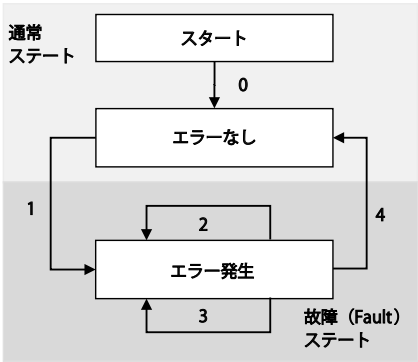 通常
ステート
スタート
0
エラーなし
1
4
2
エラー発生
3
故障（Fault）
ステート